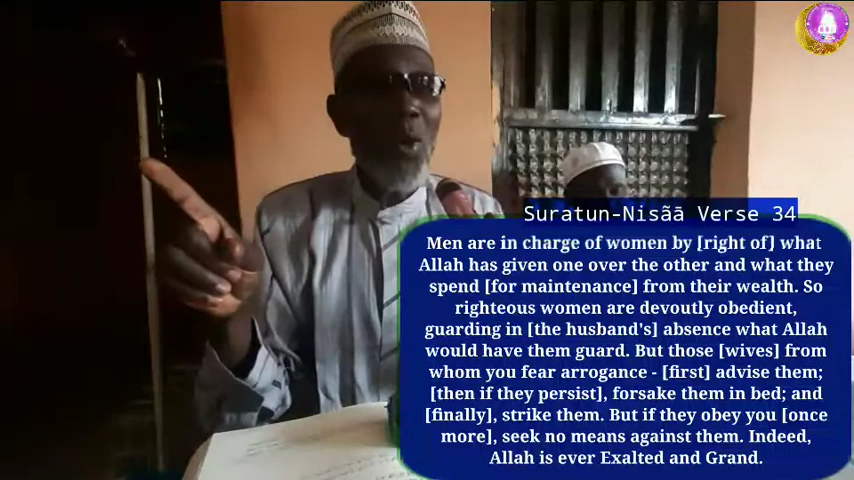 Suratun-Nisãā Verse 34
Men are in charge of women by [right of] what
Allah has given one over the other and what they
spend [for maintenance] from their wealth. So
righteous women are devoutly obedient,
guarding in [the husband's] absence what Allah
would have them guard. But those [wives] from
whom you fear arrogance - [first] advise them;
[then if they persist], forsake them in bed; and
[finally], strike them. But if they obey you [once
more], seek no means against them. Indeed,
Allah is ever Exalted and Grand.